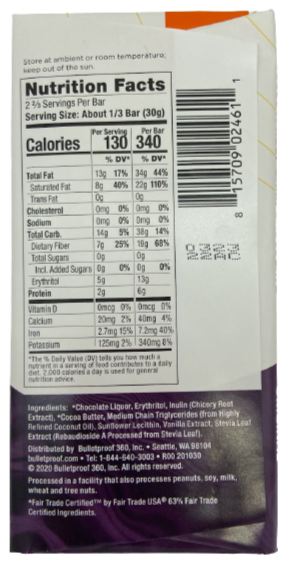 Store at ambient or room temperature;
keep out of the sun.
Nutrition Facts
2 ⅔ Servings Per Bar
Serving Size: About 1/3 Bar (30g)
Calories Per Serving 130 Per Bar 340
% DV* % DV*
Total Fat 13g 17% 34g 44%
Saturated Fat 8g 40% 22g 110%
Trans Fat 0g 0g
Cholesterol 0mg 0% 0mg 0%
Sodium 0mg 0% 0mg 0%
Total Carb. 14g 5% 38g 14%
Dietary Fiber 7g 25% 19g 68%
Total Sugars 0g 0g
Incl. Added Sugars 0g 0% 0g 0%
Erythritol 5g 13g
Protein 2g 6g
Vitamin D 0mcg 0% 0mcg 0%
Calcium 20mg 2% 40mg 4%
Iron 2.7mg 15% 7.2mg 40%
Potassium 125mg 2% 340mg 8%
*The % Daily Value (DV) tells you how much a
nutrient in a serving of food contributes to a daily
diet. 2,000 calories a day is used for general
nutrition advice.
8 15709 02461 1
Ingredients: *Chocolate Liquor, Erythritol, Inulin (Chicory Root
Extract), *Cocoa Butter, Medium Chain Triglycerides (from Highly
Refined Coconut Oil), Sunflower Lecithin, Vanilla Extract, Stevia Leaf
Extract (Rebaudioside A Processed from Stevia Leaf).
Distributed by Bulletproof 360, Inc. • Seattle, WA 98104
bulletproof.com • Tel: 1-844-540-3003 • R00 201030
© 2020 Bulletproof 360, Inc. All rights reserved.
Processed in a facility that also processes peanuts, soy, milk,
wheat and tree nuts.
*Fair Trade Certified™ by Fair Trade USA® 63% Fair Trade
Certified Ingredients.